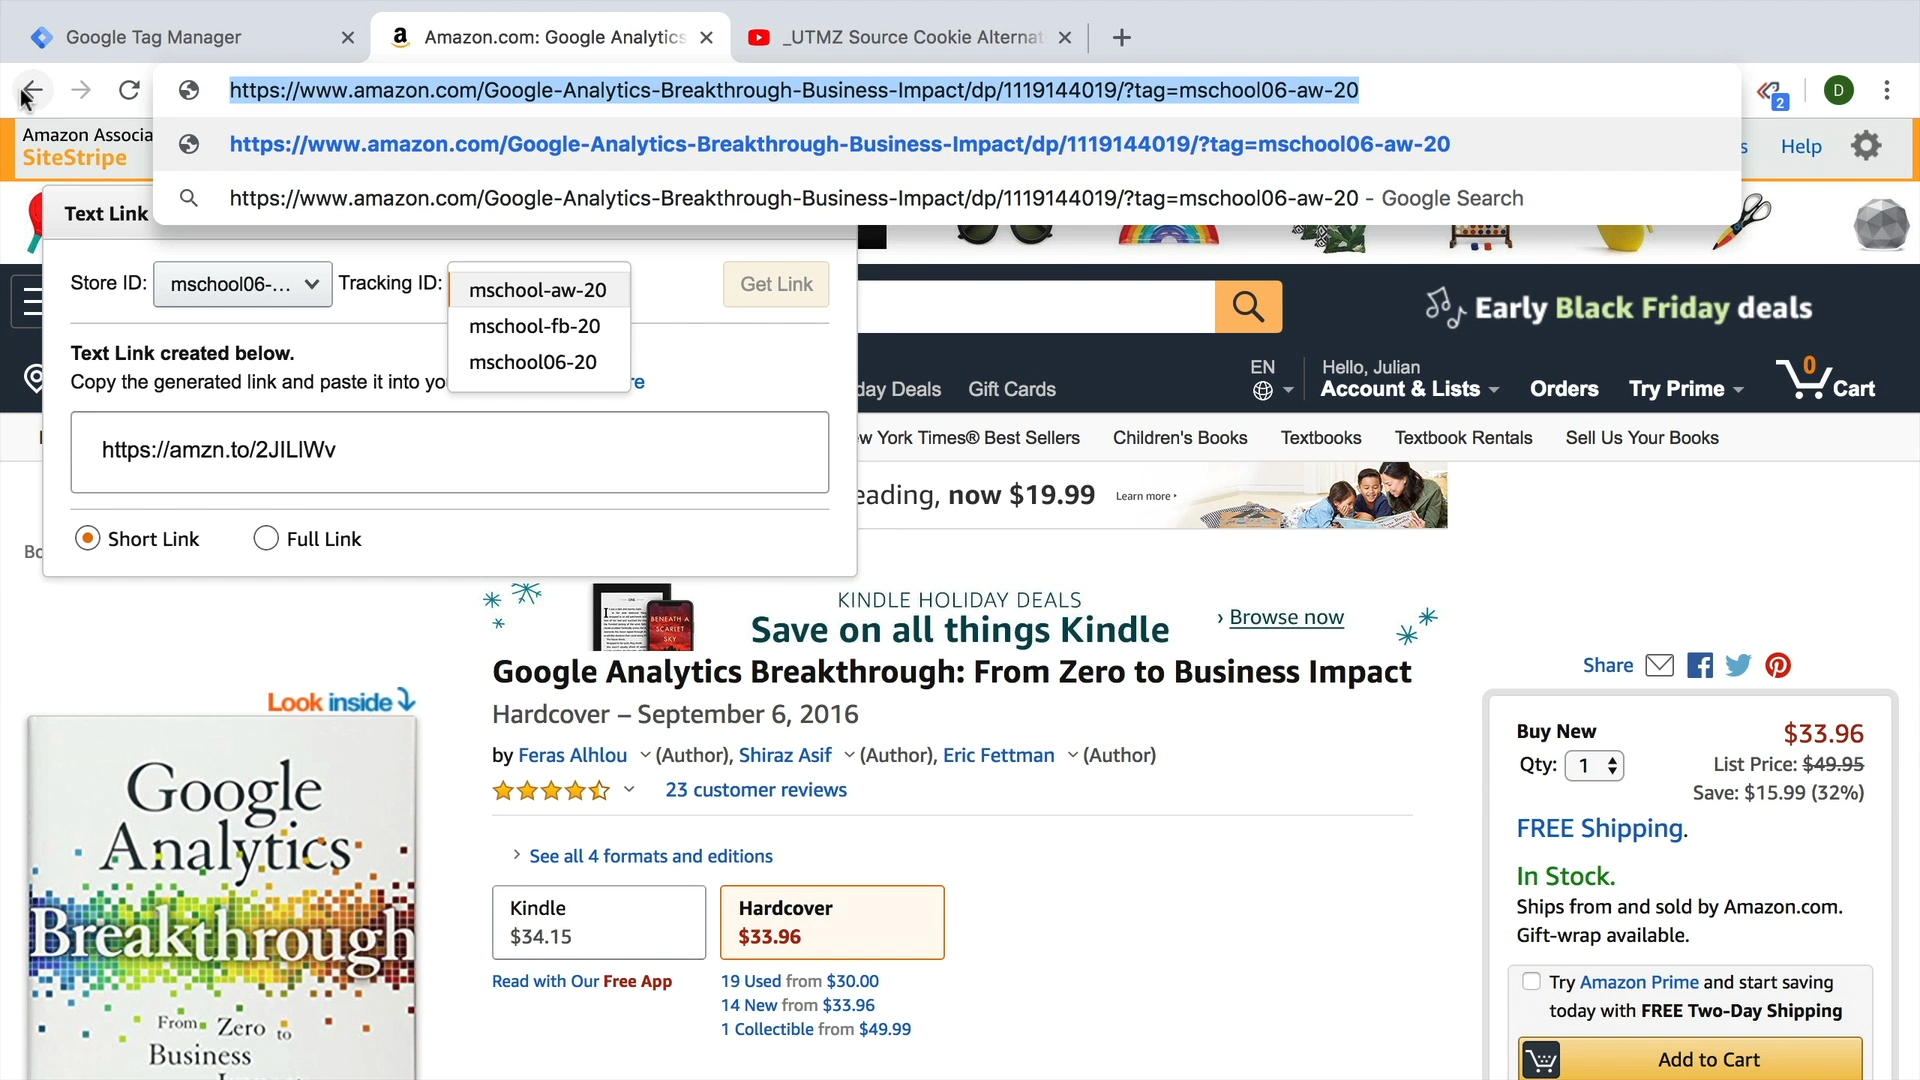 Google Tag Manager
Amazon.com: Google Analytics
_UTMZ Source Cookie Alternat
https://www.amazon.com/Google-Analytics-Breakthrough-Business-Impact/dp/1119144019/?tag=mschool06-aw-20
2
D
https://www.amazon.com/Google-Analytics-Breakthrough-Business-Impact/dp/1119144019/?tag=mschool06-aw-20
https://www.amazon.com/Google-Analytics-Breakthrough-Business-Impact/dp/1119144019/?tag=mschool06-aw-20 - Google Search
Amazon Associa
SiteStripe
Help
Text Link
Store ID: mschool06-... Tracking ID:
mschool-aw-20
mschool-fb-20
mschool06-20
Get Link
Text Link created below.
Copy the generated link and paste it into yo
re
https://amzn.to/2JILlWv
Short Link
Full Link
Early Black Friday deals
EN
Hello, Julian
Account & Lists
Orders
Try Prime
0
Cart
day Deals
Gift Cards
ew York Times® Best Sellers
Children's Books
Textbooks
Textbook Rentals
Sell Us Your Books
eading, now $19.99
Learn more
Bo
KINDLE HOLIDAY DEALS
Save on all things Kindle
› Browse now
BENEATH A
SCARLET
SKY
Google Analytics Breakthrough: From Zero to Business Impact
Hardcover – September 6, 2016
by Feras Alhlou (Author), Shiraz Asif (Author), Eric Fettman (Author)
23 customer reviews
See all 4 formats and editions
Kindle
$34.15
Hardcover
$33.96
Read with Our Free App
19 Used from $30.00
14 New from $33.96
1 Collectible from $49.99
Look inside
Google
Analytics
Breakthrough
From Zero to
Business
Share
Buy New
$33.96
Qty: 1
List Price: $49.95
Save: $15.99 (32%)
FREE Shipping.
In Stock.
Ships from and sold by Amazon.com.
Gift-wrap available.
Try Amazon Prime and start saving
today with FREE Two-Day Shipping
Add to Cart